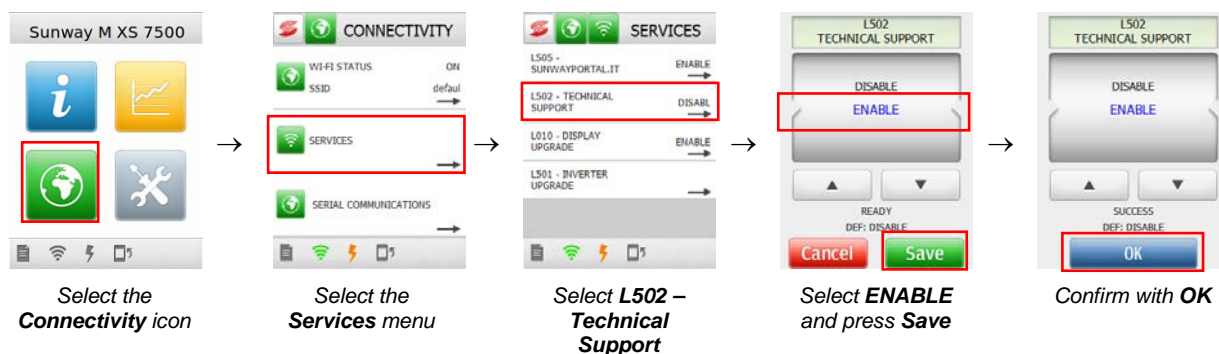 Sunway M XS 7500
→
CONNECTIVITY
WI-FI STATUS ON
SSID defaul
SERVICES
SERIAL COMMUNICATIONS
→
SERVICES
L505 - SUNWAYPORTAL.IT ENABLE
L502 - TECHNICAL SUPPORT DISABL
L010 - DISPLAY UPGRADE ENABLE
L501 - INVERTER UPGRADE
→
L502
TECHNICAL SUPPORT
DISABLE
ENABLE
READY
DEF: DISABLE
Cancel Save
→
L502
TECHNICAL SUPPORT
DISABLE
ENABLE
SUCCESS
DEF: DISABLE
OK
Select the
Connectivity icon
Select the
Services menu
Select L502 –
Technical
Support
Select ENABLE
and press Save
Confirm with OK